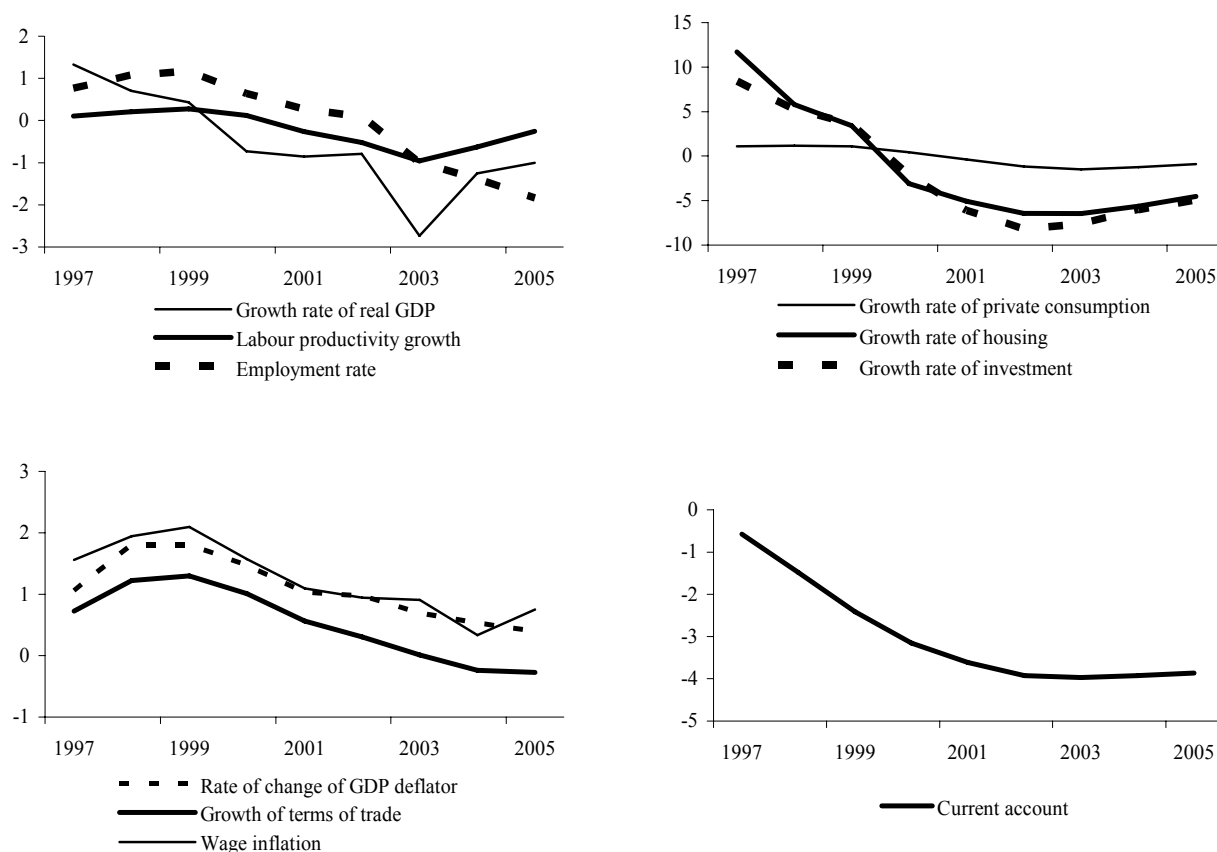 2
1
0
-1
-2
-3
1997 1999 2001 2003 2005
Growth rate of real GDP
Labour productivity growth
Employment rate
15
10
5
0
-5
-10
1997 1999 2001 2003 2005
Growth rate of private consumption
Growth rate of housing
Growth rate of investment
3
2
1
0
-1
1997 1999 2001 2003 2005
Rate of change of GDP deflator
Growth of terms of trade
Wage inflation
0
-1
-2
-3
-4
-5
1997 1999 2001 2003 2005
Current account